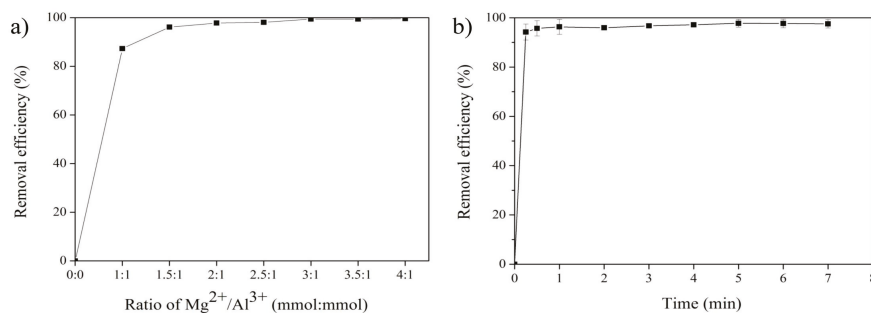 a)
Removal efficiency (%)
100
80
60
40
20
0
0:0 1:1 1.5:1 2:1 2.5:1 3:1 3.5:1 4:1
Ratio of Mg²⁺/Al³⁺ (mmol:mmol)
b)
Removal efficiency (%)
100
80
60
40
20
0
0 1 2 3 4 5 6 7 8
Time (min)